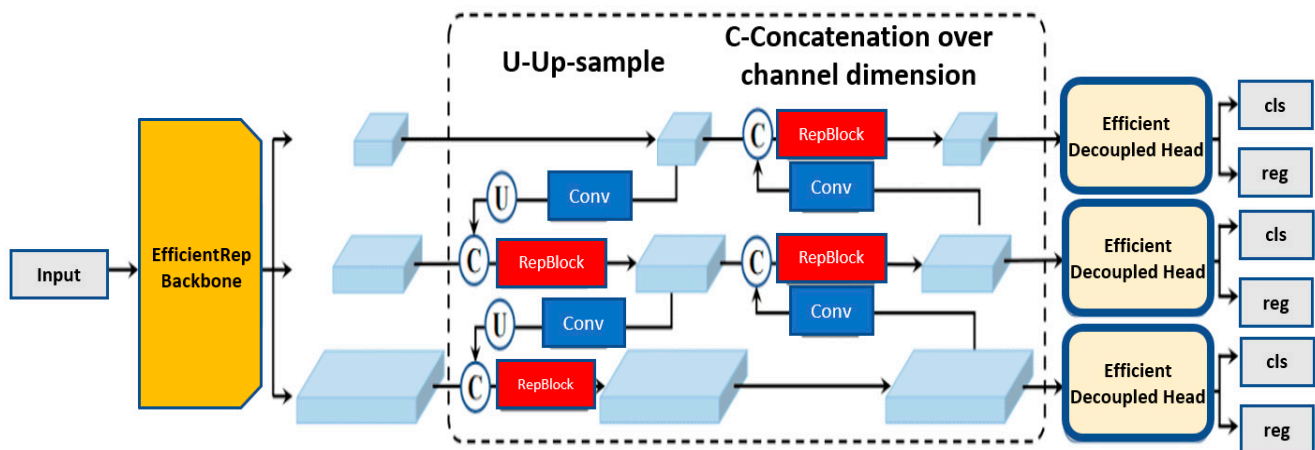 U-Up-sample
C-Concatenation over
channel dimension
C
RepBlock
Efficient
Decoupled Head
cls
reg
U
Conv
Conv
Input
EfficientRep
Backbone
C
RepBlock
C
RepBlock
Efficient
Decoupled Head
cls
reg
U
Conv
Conv
C
RepBlock
Efficient
Decoupled Head
cls
reg